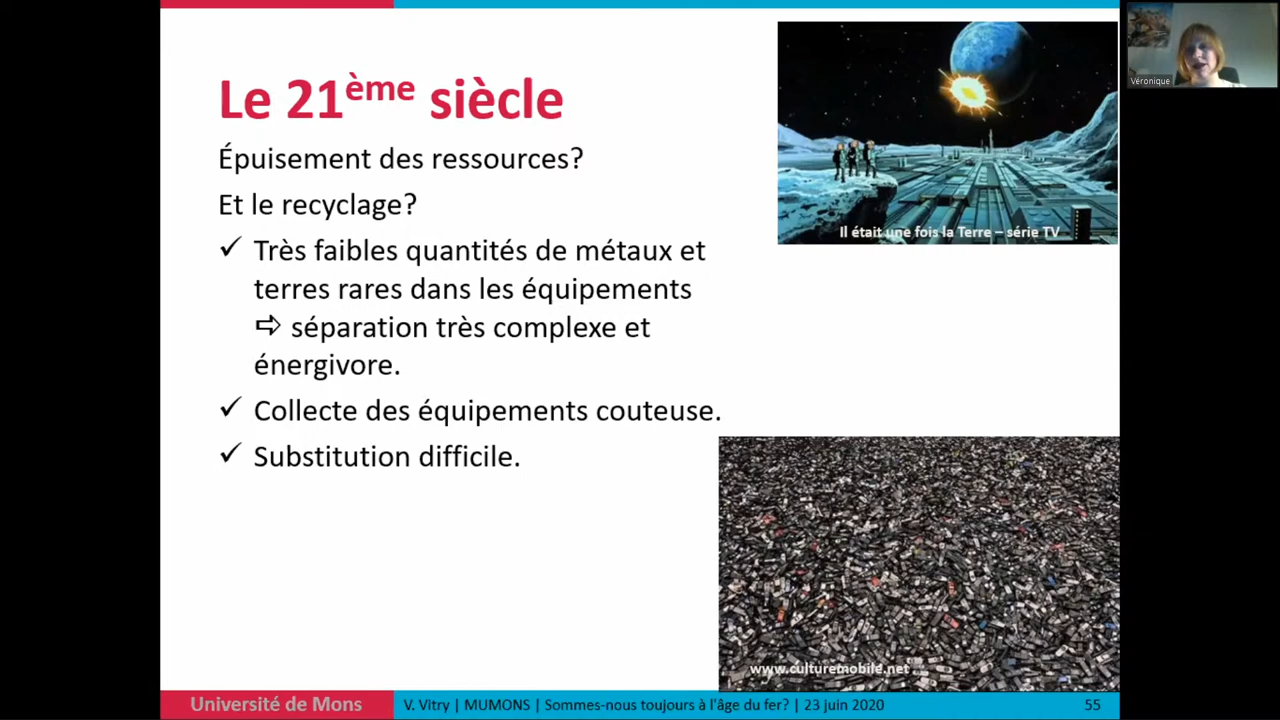 Le 21ème siècle
Épuisement des ressources?
Et le recyclage?
✓ Très faibles quantités de métaux et
terres rares dans les équipements
⇨ séparation très complexe et
énergivore.
✓ Collecte des équipements couteuse.
✓ Substitution difficile.
Il était une fois la Terre – série TV
Véronique
www.culturemobile.net
Université de Mons
V. Vitry | MUMONS | Sommes-nous toujours à l'âge du fer? | 23 juin 2020
55